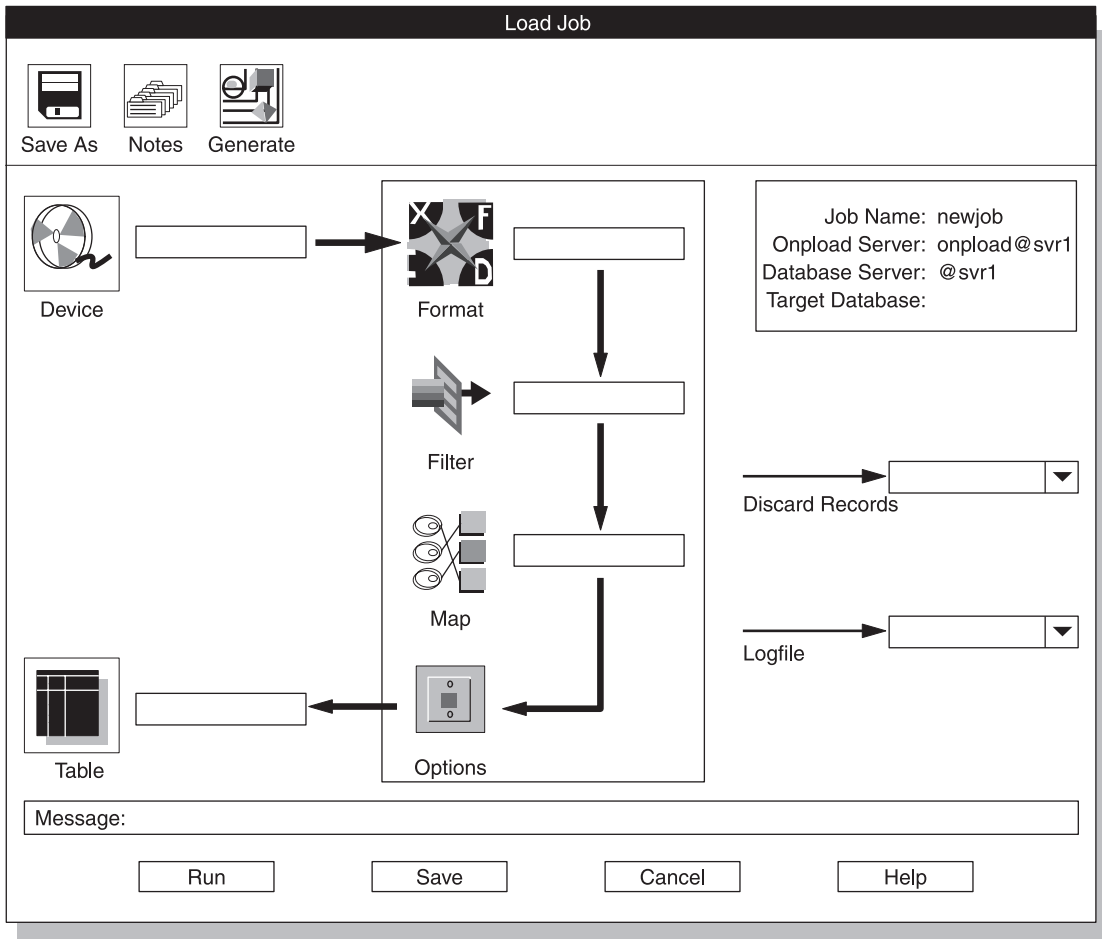 Load Job
Save As
Notes
Generate
Device
X F
D
Format
Job Name: newjob
Onpload Server: onpload@svr1
Database Server: @svr1
Target Database:
Filter
Discard Records
Map
Logfile
Table
Options
Message:
Run
Save
Cancel
Help